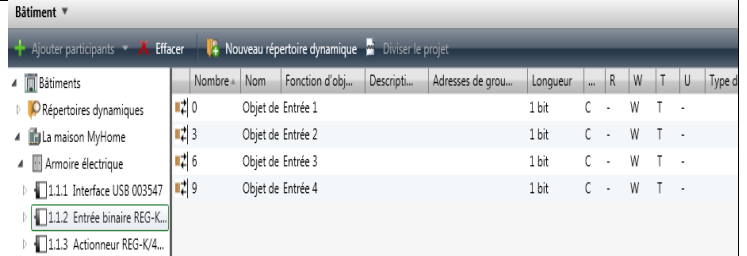 Bâtiment
Ajouter participants Effacer Nouveau répertoire dynamique Diviser le projet
Bâtiments
Répertoires dynamiques
La maison MyHome
Armoire électrique
1.1.1 Interface USB 003547
1.1.2 Entrée binaire REG-K...
1.1.3 Actionneur REG-K/4...
Nombre Nom Fonction d'obj... Descripti... Adresses de grou... Longueur ... R W T U Type d
0 Objet de Entrée 1 1 bit C - W T -
3 Objet de Entrée 2 1 bit C - W T -
6 Objet de Entrée 3 1 bit C - W T -
9 Objet de Entrée 4 1 bit C - W T -